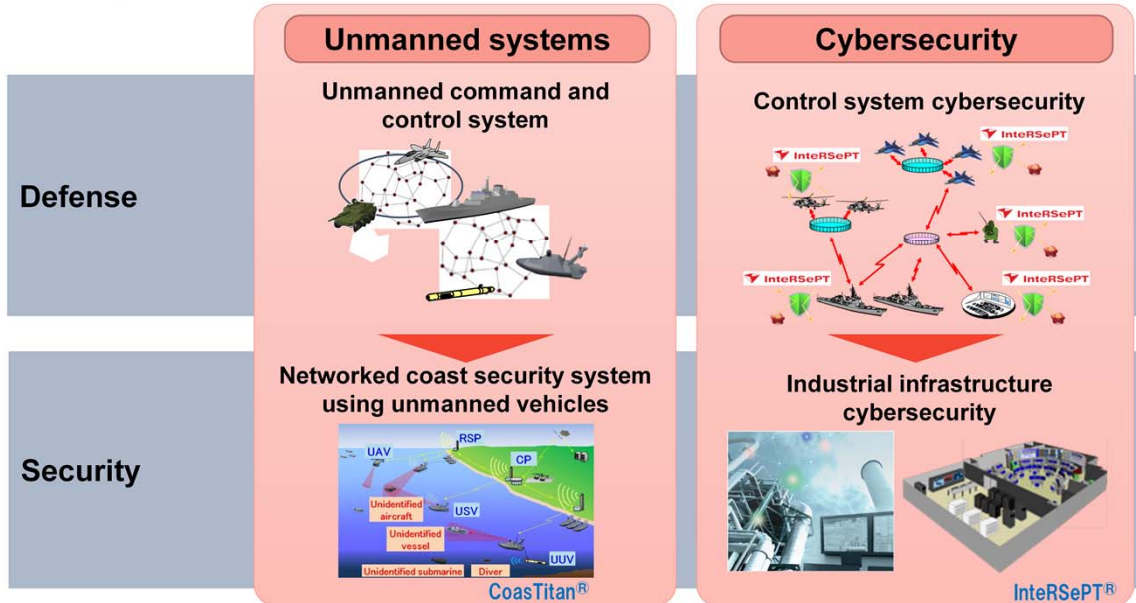 Unmanned systems
Cybersecurity
Defense
Unmanned command and
control system
Control system cybersecurity
InteRSePT
InteRSePT
InteRSePT
InteRSePT
InteRSePT
Security
Networked coast security system
using unmanned vehicles
RSP
UAV
CP
Unidentified
aircraft
USV
Unidentified
vessel
UUV
Unidentified submarine
Diver
CoasTitan®
Industrial infrastructure
cybersecurity
InteRSePT®